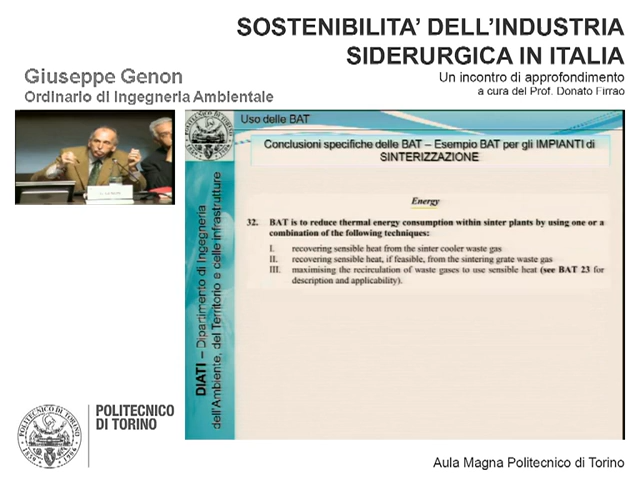 SOSTENIBILITA' DELL'INDUSTRIA
SIDERURGICA IN ITALIA
Un incontro di approfondimento
a cura del Prof. Donato Firrao
Giuseppe Genon
Ordinario di Ingegneria Ambientale
Uso delle BAT
Conclusioni specifiche delle BAT – Esempio BAT per gli IMPIANTI di
SINTERIZZAZIONE
Energy
32. BAT is to reduce thermal energy consumption within sinter plants by using one or a
combination of the following techniques:
I. recovering sensible heat from the sinter cooler waste gas
II. recovering sensible heat, if feasible, from the sintering grate waste gas
III. maximising the recirculation of waste gases to use sensible heat (see BAT 23 for
description and applicability).
DIATI – Dipartimento di Ingegneria
dell'Ambiente, del Territorio e celle infrastrutture
POLITECNICO
DI TORINO
POLITECNICO DI TORINO
1859
Aula Magna Politecnico di Torino